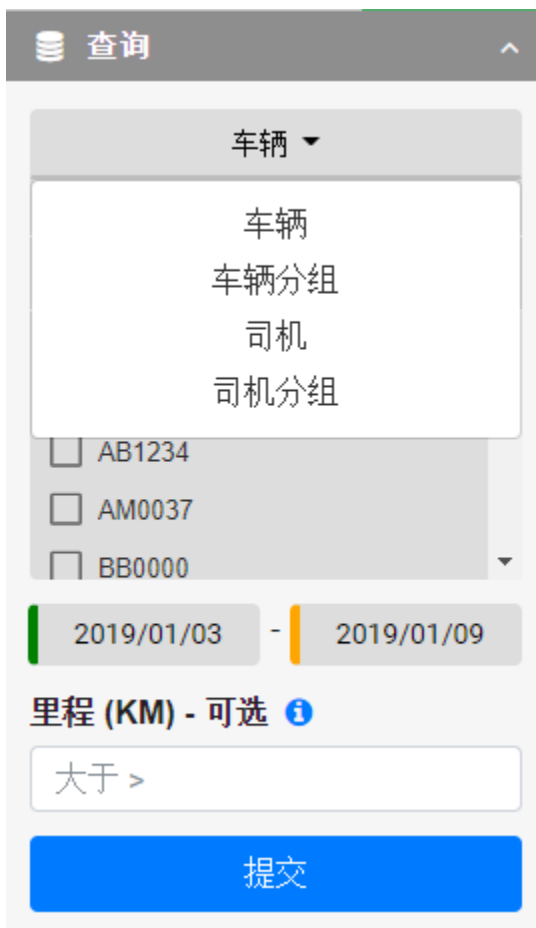 查询
车辆
车辆
车辆分组
司机
司机分组
AB1234
AM0037
BB0000
2019/01/03 - 2019/01/09
里程 (KM) - 可选
大于 >
提交